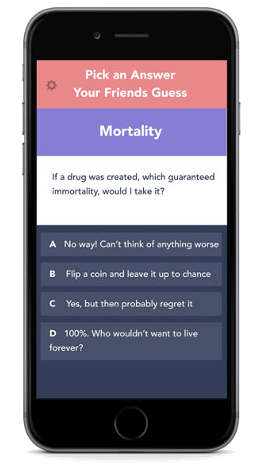 Pick an Answer
Your Friends Guess
Mortality
If a drug was created, which guaranteed
immortality, would I take it?
A No way! Can't think of anything worse
B Flip a coin and leave it up to chance
C Yes, but then probably regret it
D 100%. Who wouldn't want to live
forever?